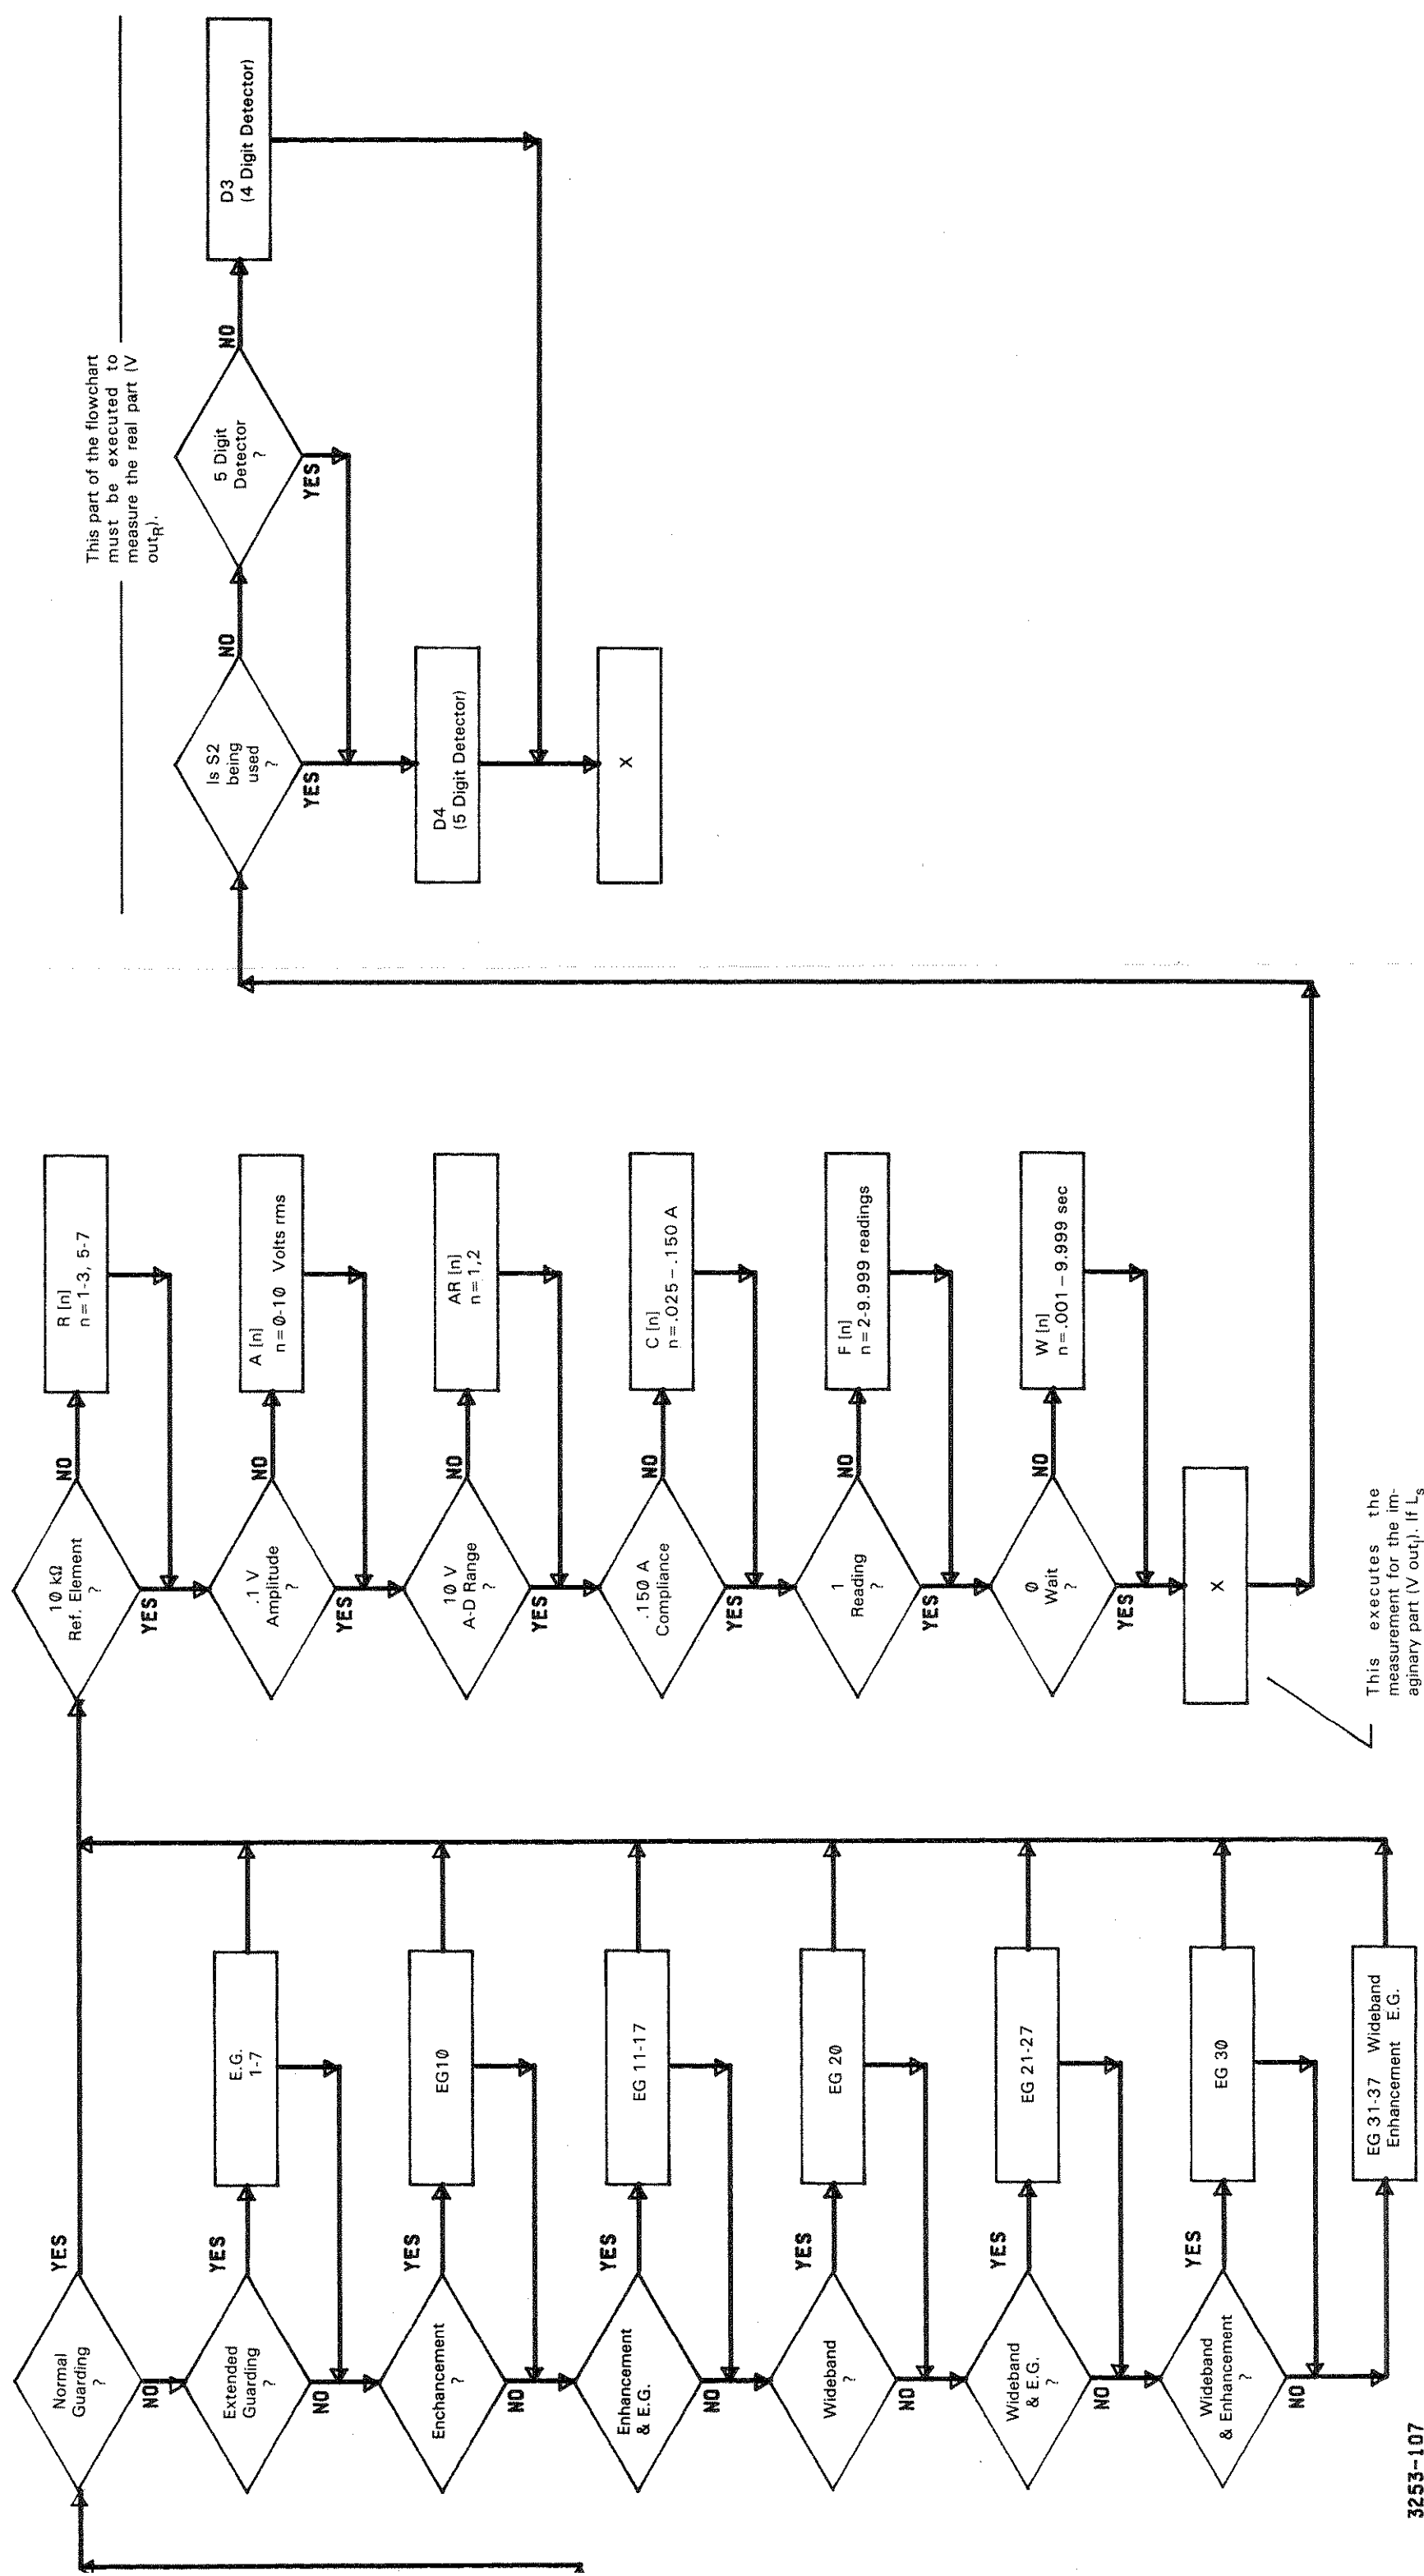 Normal
Guarding
?
YES
NO
Extended
Guarding
?
YES
E.G.
1-7
NO
Enchancement
?
YES
EG10
NO
Enhancement
& E.G.
?
YES
EG 11-17
NO
Wideband
?
YES
EG 20
NO
Wideband
& E.G.
?
YES
EG 21-27
NO
Wideband
& Enhancement
?
YES
EG 30
NO
EG 31-37 Wideband
Enhancement E.G.
10 kΩ
Ref. Element
?
NO
R [n]
n = 1-3, 5-7
YES
.1 V
Amplitude
?
NO
A [n]
n=0-10 Volts rms
YES
10 V
A-D Range
?
NO
AR [n]
n = 1,2
YES
.150 A
Compliance
?
NO
C [n]
n=.025-.150 A
YES
1
Reading
?
NO
F [n]
n = 2-9.999 readings
YES
0
Wait
?
NO
W [n]
n=.001-9.999 sec
YES
X
This executes the
measurement for the im-
aginary part (V outI). If Ls
This part of the flowchart
must be executed to
measure the real part (V
outR).
Is S2
being
used
?
NO
YES
5 Digit
Detector
?
NO
YES
D3
(4 Digit Detector)
D4
(5 Digit Detector)
X
3253-107